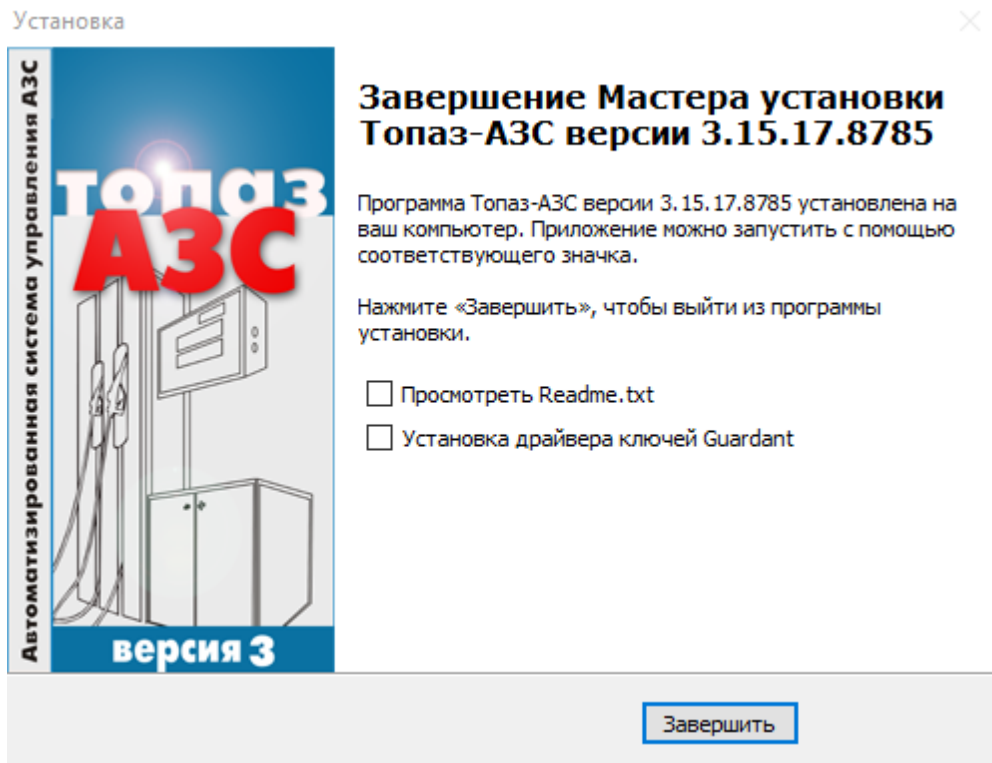 Установка
Автоматизированная система управления АЗС
топаз
АЗС
версия 3
Завершение Мастера установки
Топаз-АЗС версии 3.15.17.8785
Программа Топаз-АЗС версии 3.15.17.8785 установлена на
ваш компьютер. Приложение можно запустить с помощью
соответствующего значка.
Нажмите «Завершить», чтобы выйти из программы
установки.
Просмотреть Readme.txt
Установка драйвера ключей Guardant
Завершить